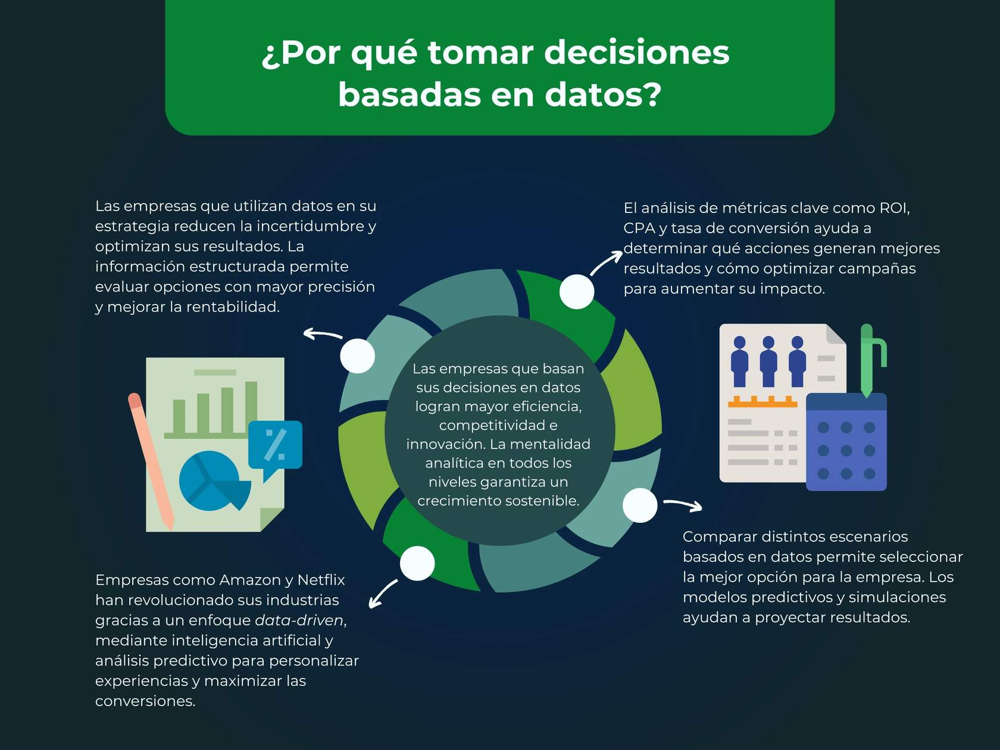 ¿Por qué tomar decisiones
basadas en datos?
Las empresas que utilizan datos en su
estrategia reducen la incertidumbre y
optimizan sus resultados. La
información estructurada permite
evaluar opciones con mayor precisión
y mejorar la rentabilidad.
El análisis de métricas clave como ROI,
CPA y tasa de conversión ayuda a
determinar qué acciones generan mejores
resultados y cómo optimizar campañas
para aumentar su impacto.
Las empresas que basan
sus decisiones en datos
logran mayor eficiencia,
competitividad e
innovación. La mentalidad
analítica en todos los
niveles garantiza un
crecimiento sostenible.
Empresas como Amazon y Netflix
han revolucionado sus industrias
gracias a un enfoque data-driven,
mediante inteligencia artificial y
análisis predictivo para personalizar
experiencias y maximizar las
conversiones.
Comparar distintos escenarios
basados en datos permite seleccionar
la mejor opción para la empresa. Los
modelos predictivos y simulaciones
ayudan a proyectar resultados.